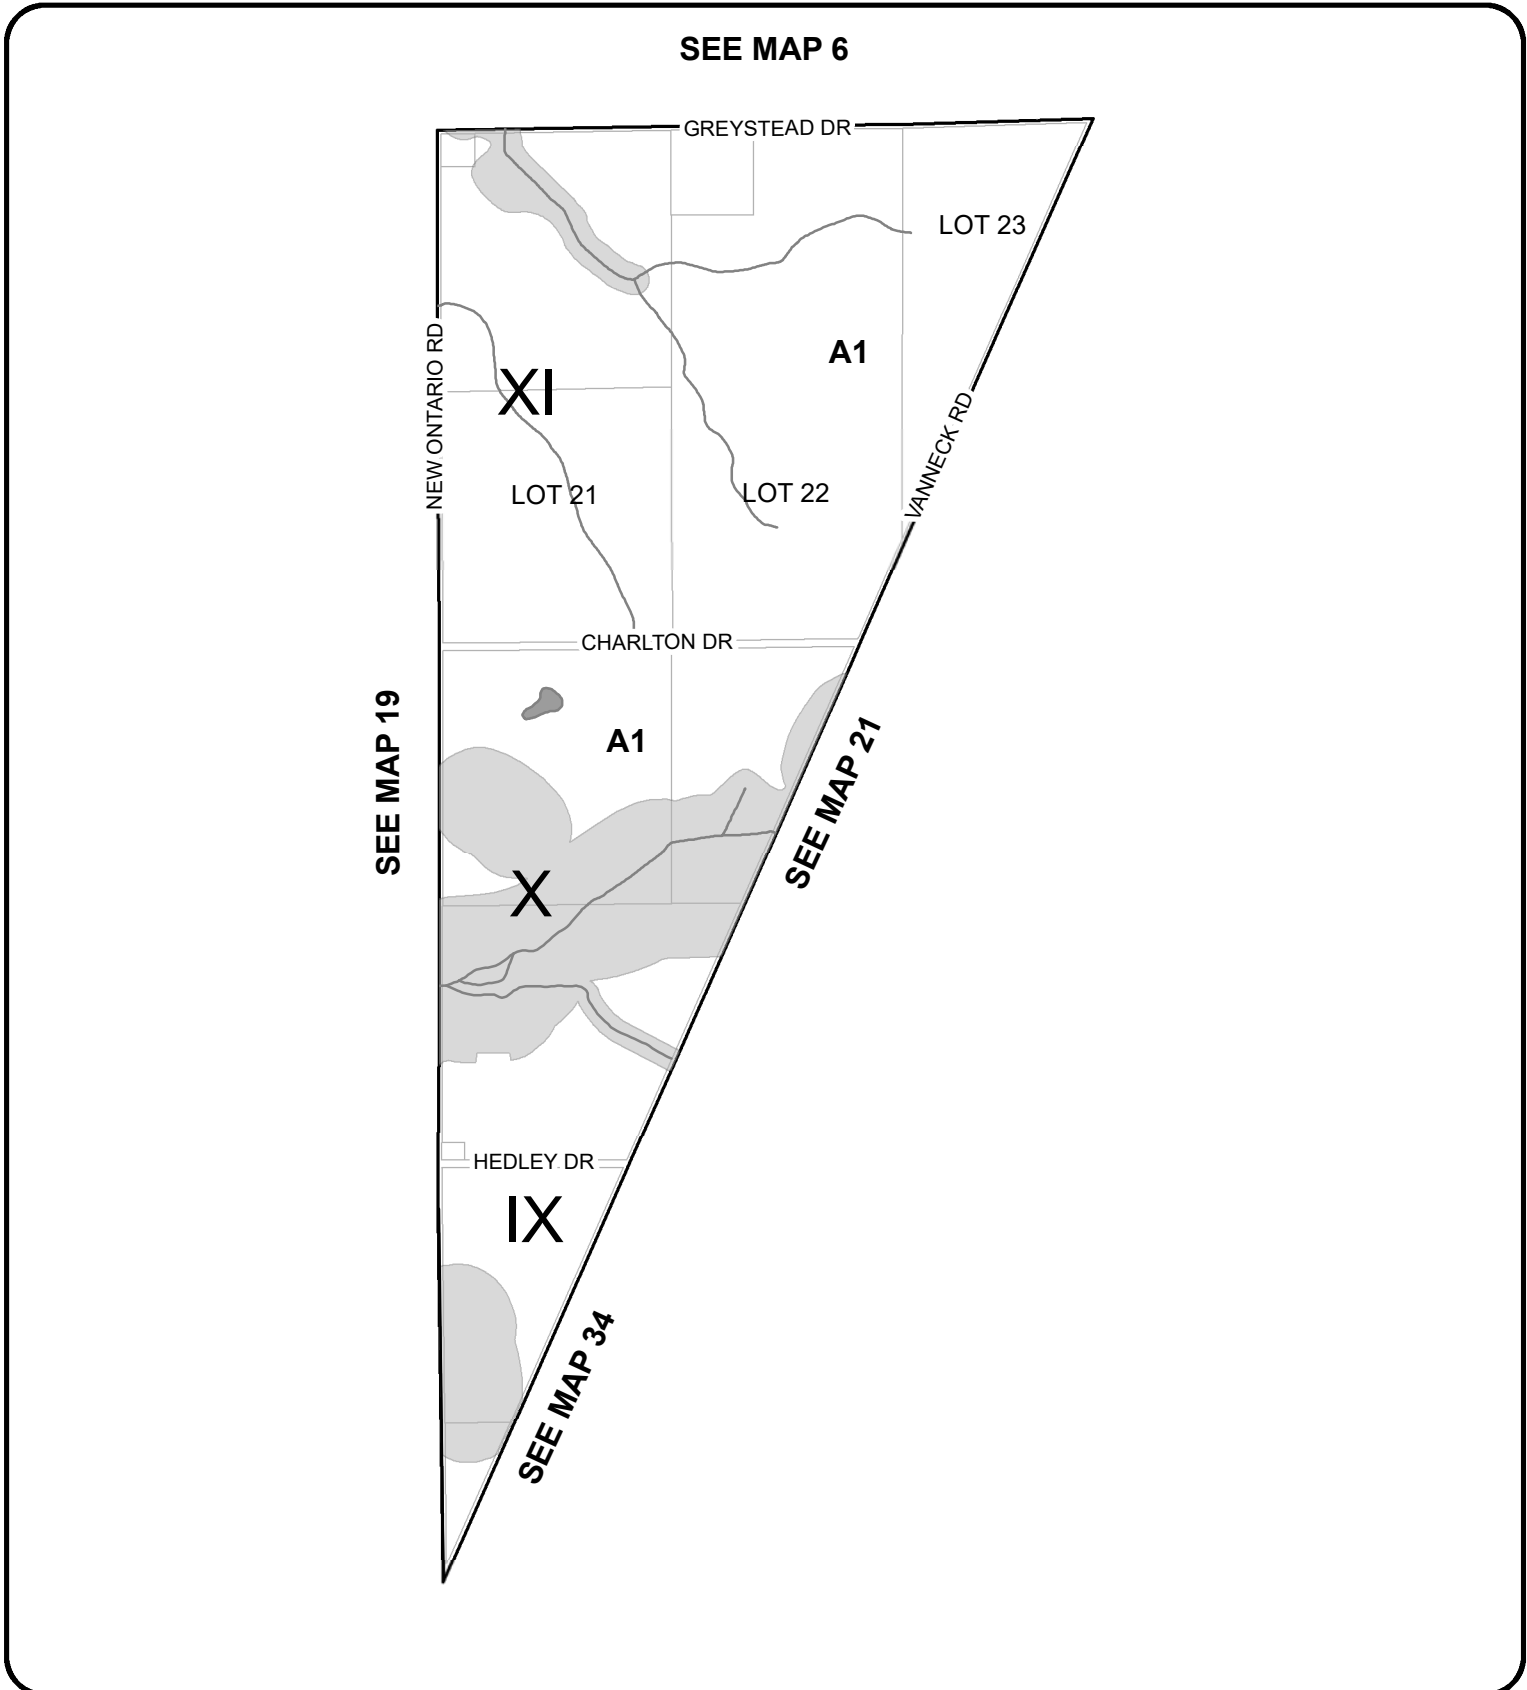 SEE MAP 6
GREYSTEAD DR
LOT 23
A1
NEW ONTARIO RD
XI
VANNECK RD
LOT 21
LOT 22
CHARLTON DR
SEE MAP 19
A1
SEE MAP 21
X
HEDLEY DR
IX
SEE MAP 34